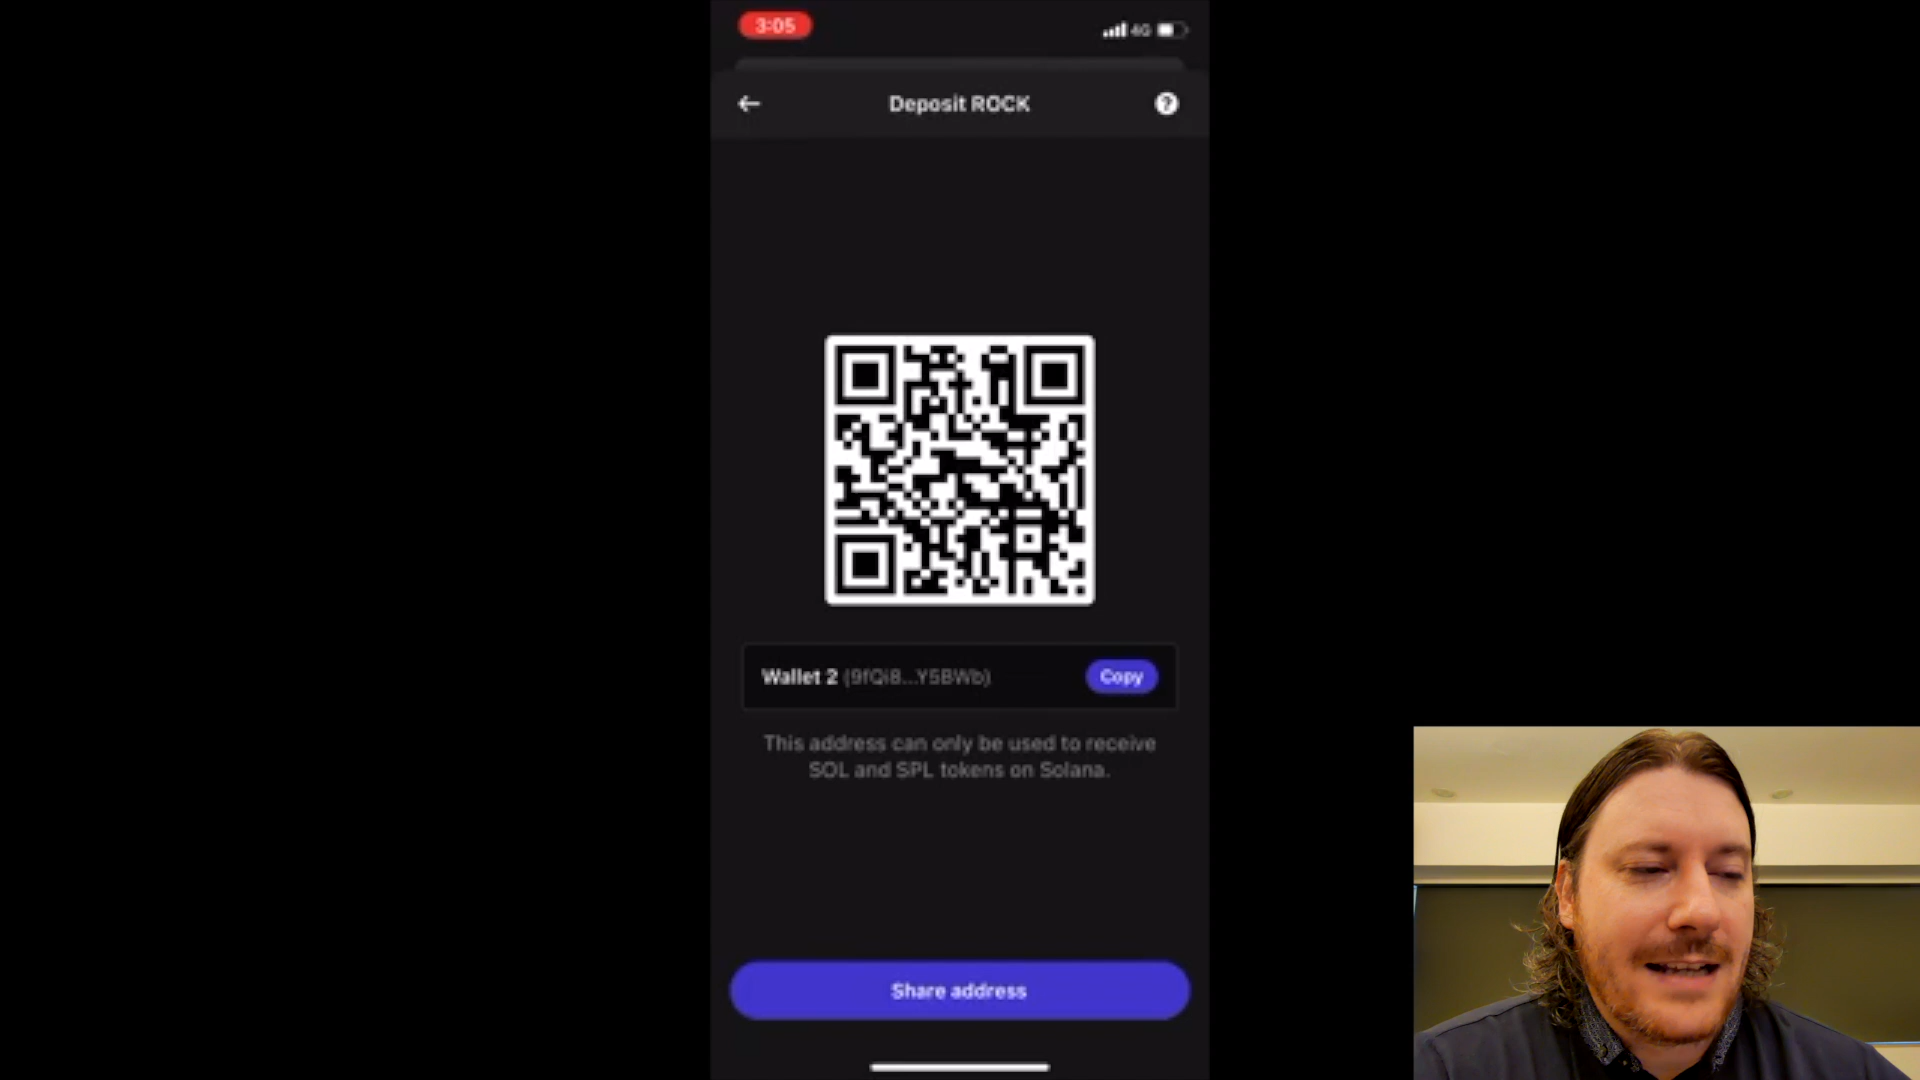 3:05
4G
Deposit ROCK
?
Wallet 2 (9fQi8...Y5BWb)
Copy
This address can only be used to receive
SOL and SPL tokens on Solana.
Share address